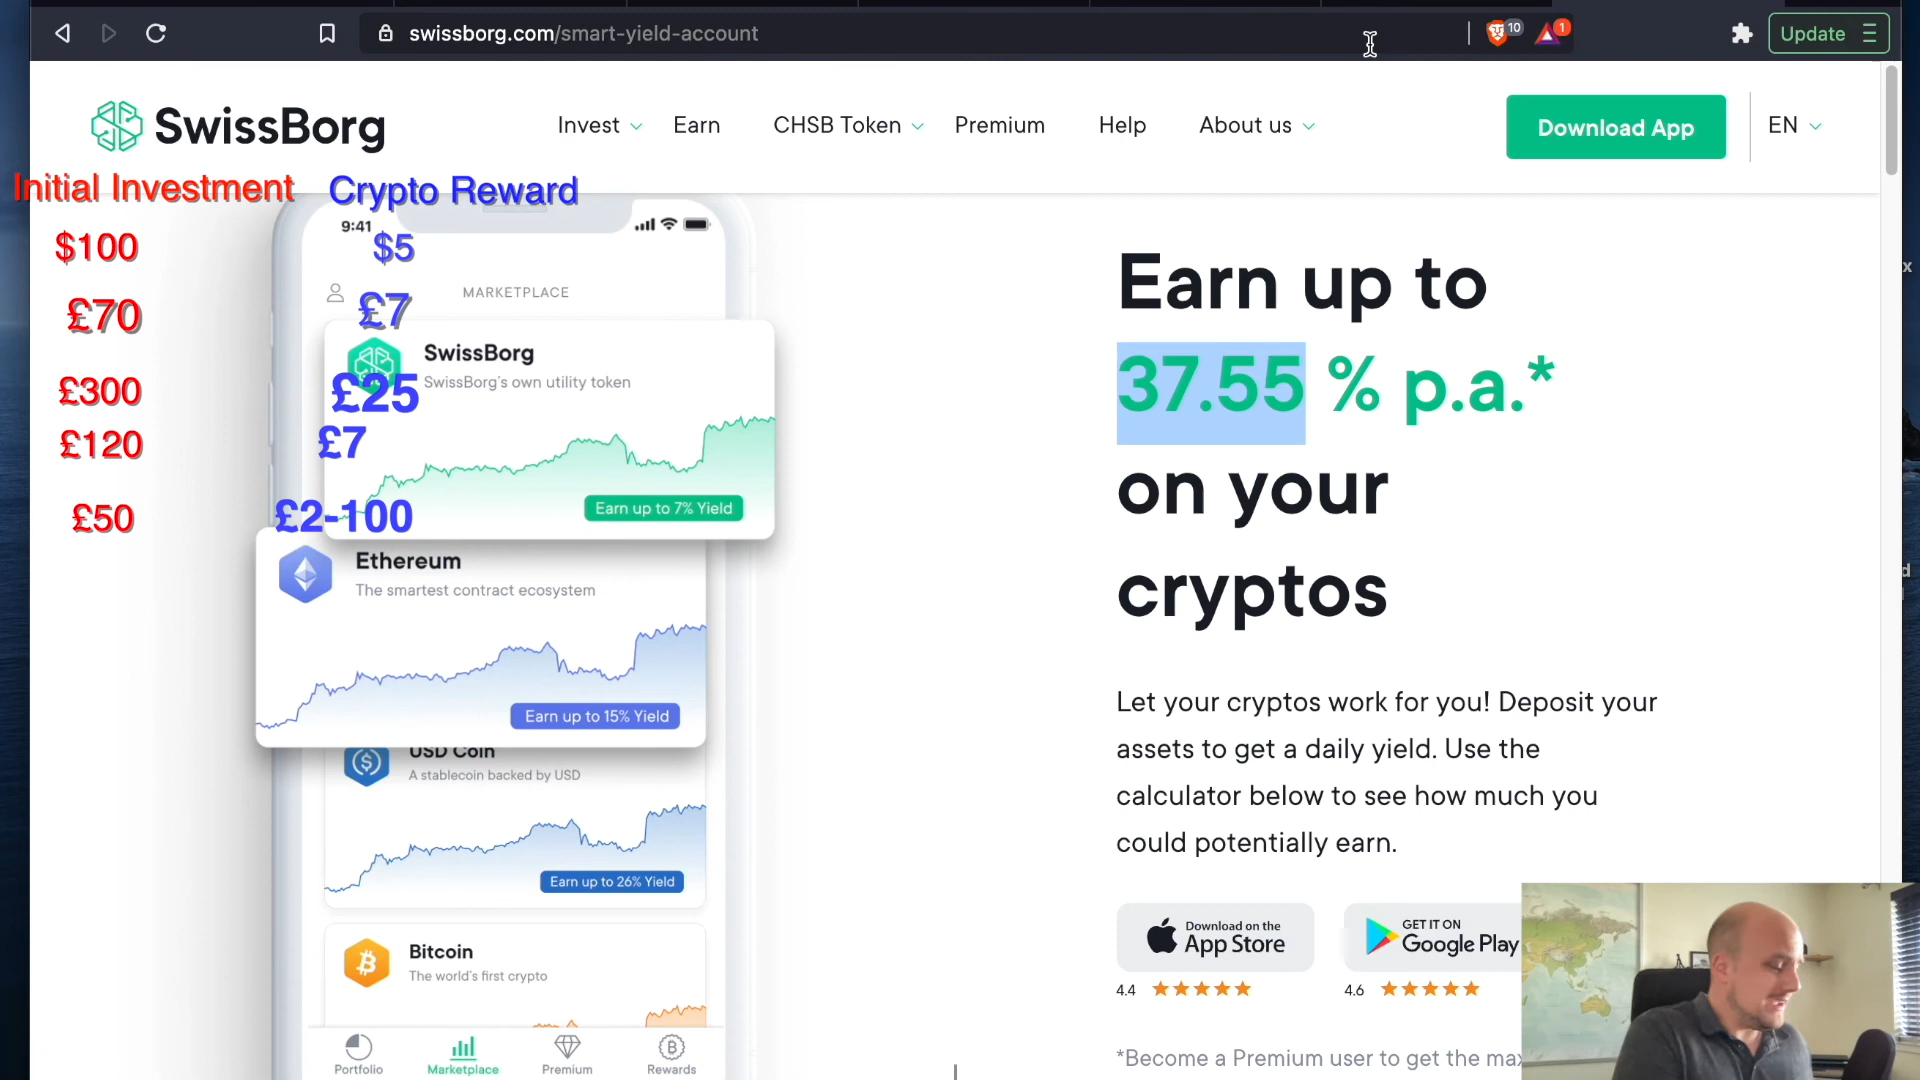 swissborg.com/smart-yield-account
10
1
Update
SwissBorg
Invest
Earn
CHSB Token
Premium
Help
About us
Download App
EN
Initial Investment
Crypto Reward
$100
$5
£70
£7
£300
£25
£120
£7
£50
£2-100
9:41
MARKETPLACE
SwissBorg
SwissBorg's own utility token
Earn up to 7% Yield
Ethereum
The smartest contract ecosystem
Earn up to 15% Yield
USD Coin
A stablecoin backed by USD
Earn up to 26% Yield
Bitcoin
The world's first crypto
Portfolio
Marketplace
Premium
Rewards
Earn up to
37.55 % p.a.*
on your
cryptos
Let your cryptos work for you! Deposit your
assets to get a daily yield. Use the
calculator below to see how much you
could potentially earn.
Download on the
App Store
GET IT ON
Google Play
4.4
4.6
*Become a Premium user to get the
x
d